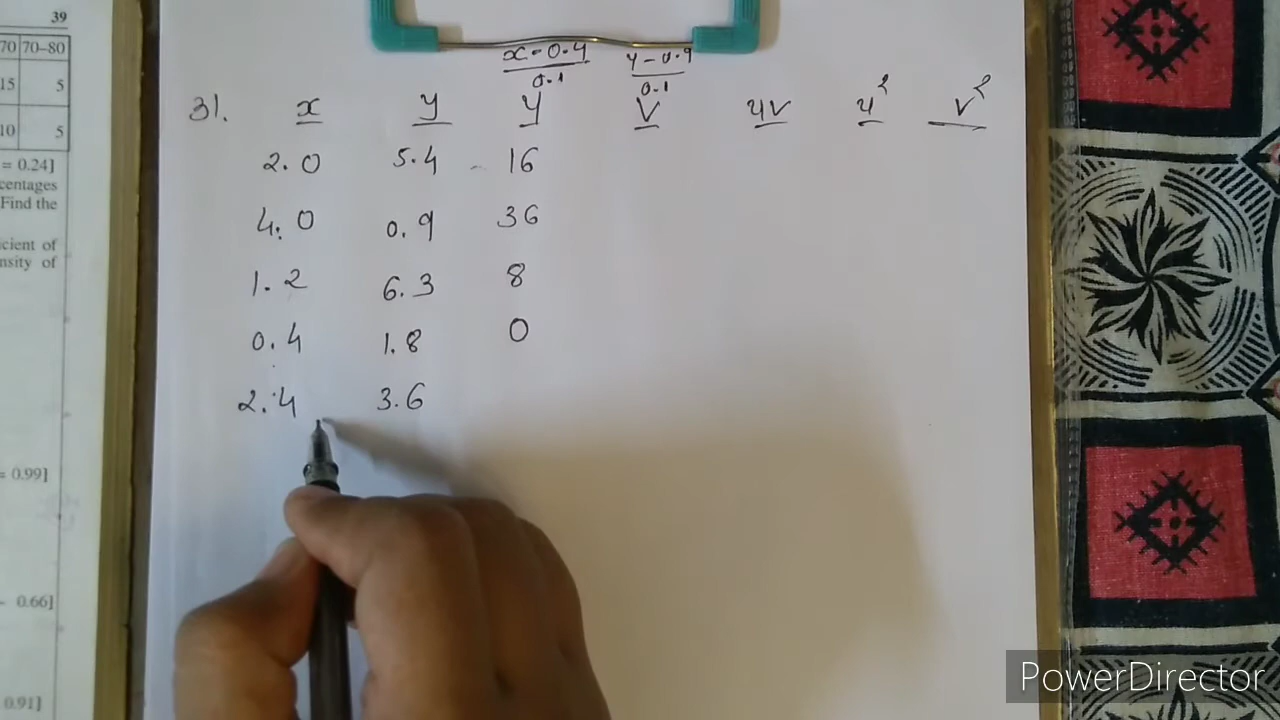 39
70 70–80
15 5
10 5
= 0.24]
centages
Find the
icient of
nsity of
= 0.99]
- 0.66]
0.91]
x-0.4 y-0.9
0.1 0.1
31. x y u v uv u² v²
2.0 5.4 16
4.0 0.9 36
1.2 6.3 8
0.4 1.8 0
2.4 3.6
PowerDirector